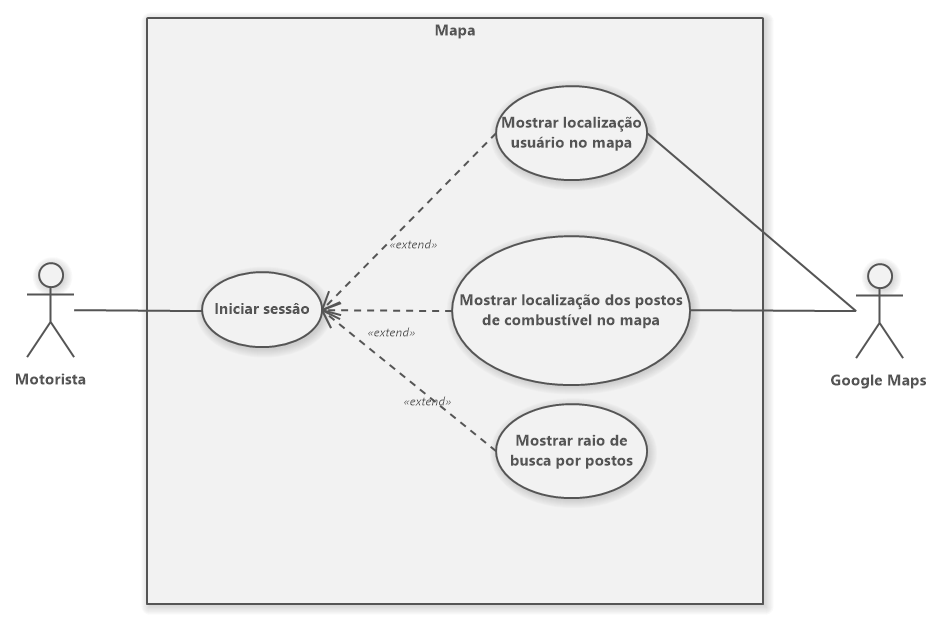 Mapa
Mostrar localização
usuário no mapa
«extend»
Mostrar localização dos postos
de combustível no mapa
Iniciar sessâo
«extend»
Motorista
Google Maps
«extend»
Mostrar raio de
busca por postos